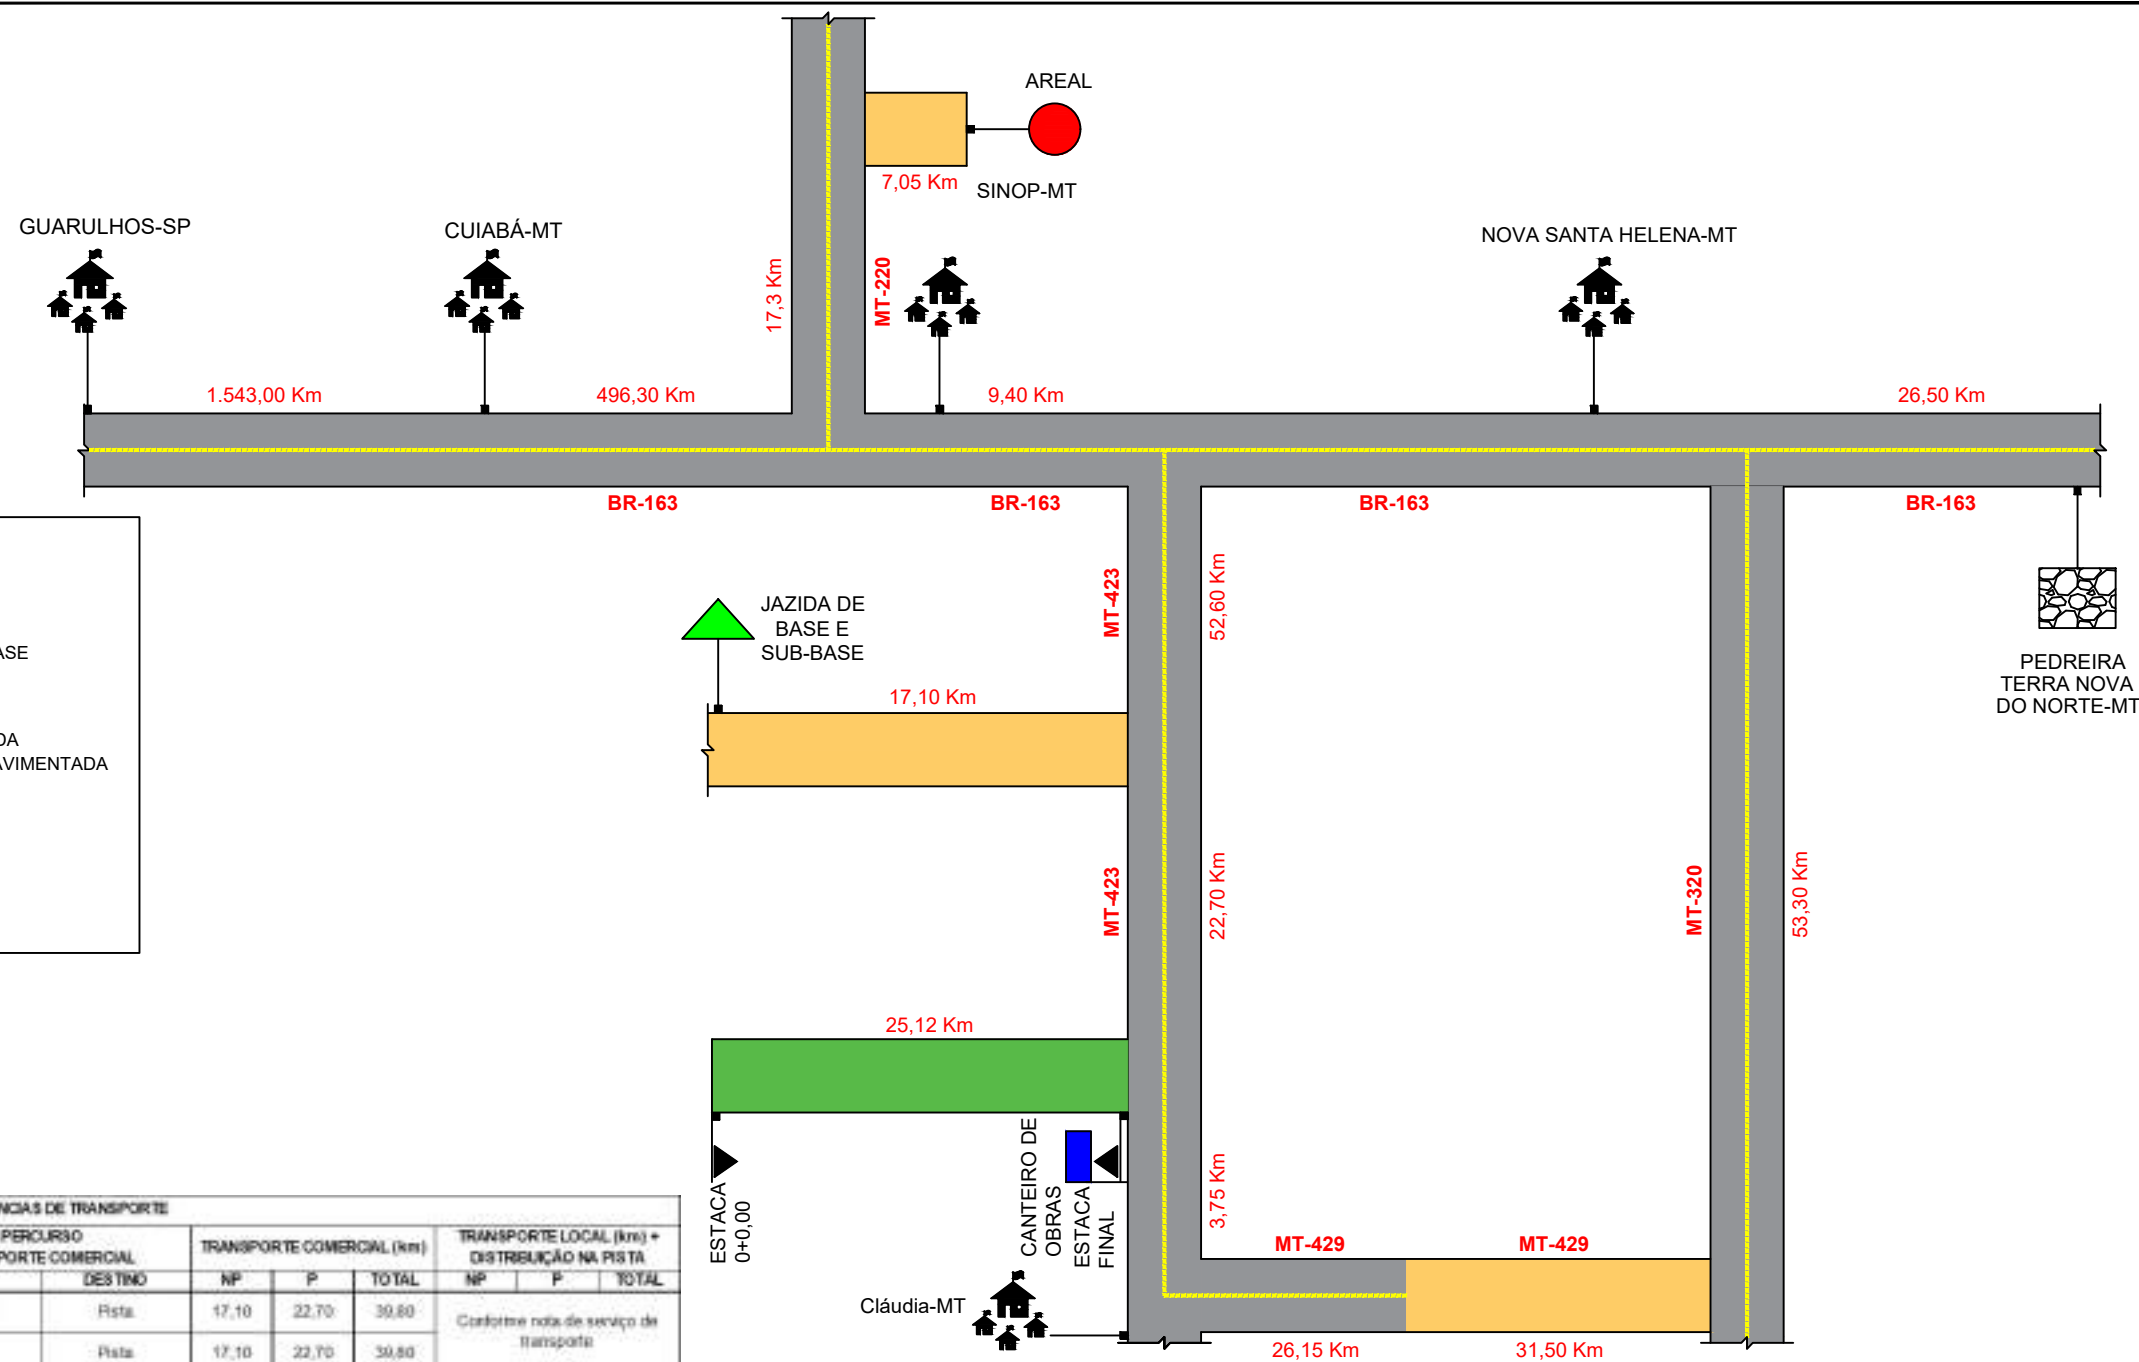 AREAL
7,05 Km
SINOP-MT
GUARULHOS-SP
CUIABÁ-MT
NOVA SANTA HELENA-MT
17,3 Km
MT-220
1.543,00 Km
496,30 Km
9,40 Km
26,50 Km
BR-163
BR-163
BR-163
BR-163
JAZIDA DE
BASE E
SUB-BASE
MT-423
52,60 Km
PEDREIRA
TERRA NOVA
DO NORTE-MT
17,10 Km
MT-423
22,70 Km
MT-320
53,30 Km
25,12 Km
ESTACA
0+0,00
CANTEIRO DE
OBRAS
ESTACA
FINAL
3,75 Km
MT-429
MT-429
Cláudia-MT
26,15 Km
31,50 Km
ASE
DA
AVIMENTADA
NCIAS DE TRANSPORTE
PERCURSO
PORTE COMERCIAL
TRANSPORTE COMERCIAL (km)
TRANSPORTE LOCAL (km) +
DISTRIBUIÇÃO NA PISTA
DESTINO NP P TOTAL NP P TOTAL
Pista 17,10 22,70 39,80
Conforme nota de serviço de
transporte
Pista 17,10 22,70 39,80